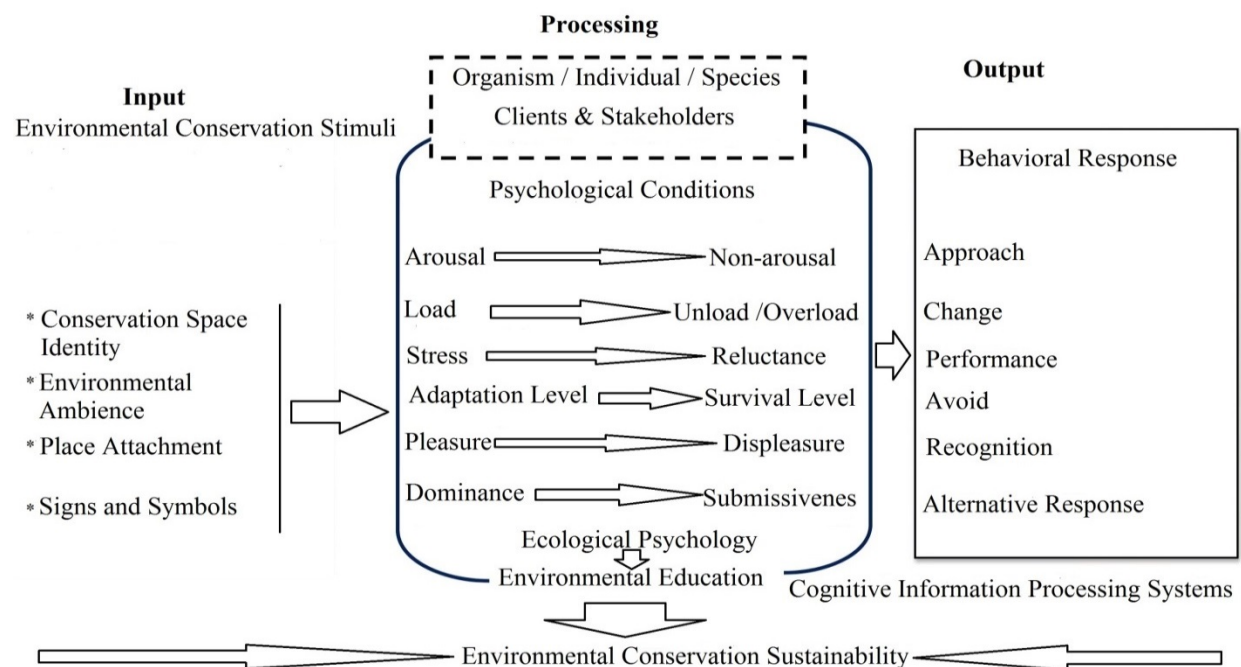 Processing
Input
Environmental Conservation Stimuli
Organism / Individual / Species
Clients & Stakeholders
Output
Psychological Conditions
Behavioral Response
* Conservation Space
Identity
* Environmental
Ambience
* Place Attachment
* Signs and Symbols
Arousal Non-arousal
Load Unload /Overload
Stress Reluctance
Adaptation Level Survival Level
Pleasure Displeasure
Dominance Submissivenes
Ecological Psychology
Environmental Education
Approach
Change
Performance
Avoid
Recognition
Alternative Response
Cognitive Information Processing Systems
Environmental Conservation Sustainability